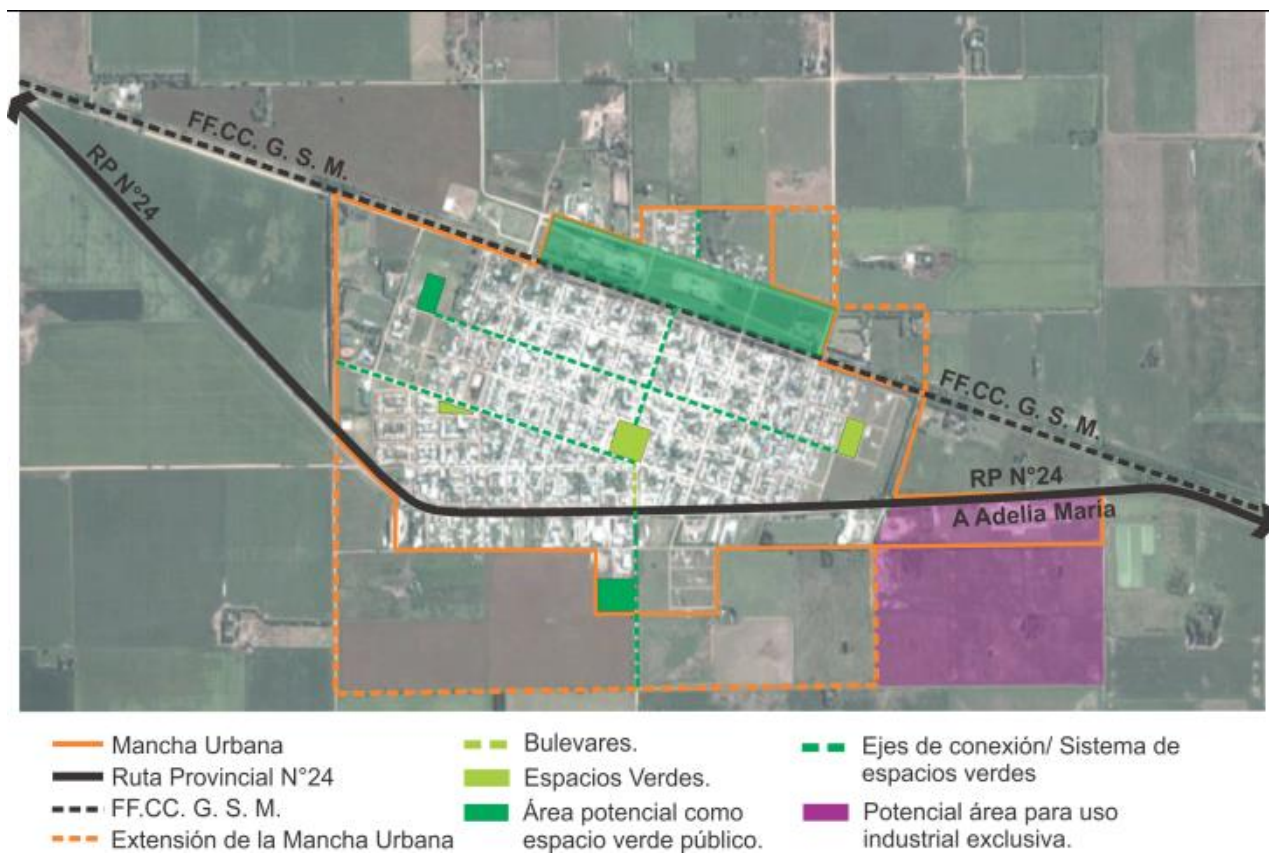 FF.CC. G. S. M.
RP N°24
FF.CC. G. S. M.
RP N°24
A Adelia Maria
Mancha Urbana
Ruta Provincial N°24
FF.CC. G. S. M.
Extensión de la Mancha Urbana
Bulevares.
Espacios Verdes.
Área potencial como
espacio verde público.
Ejes de conexión/ Sistema de
espacios verdes
Potencial área para uso
industrial exclusiva.